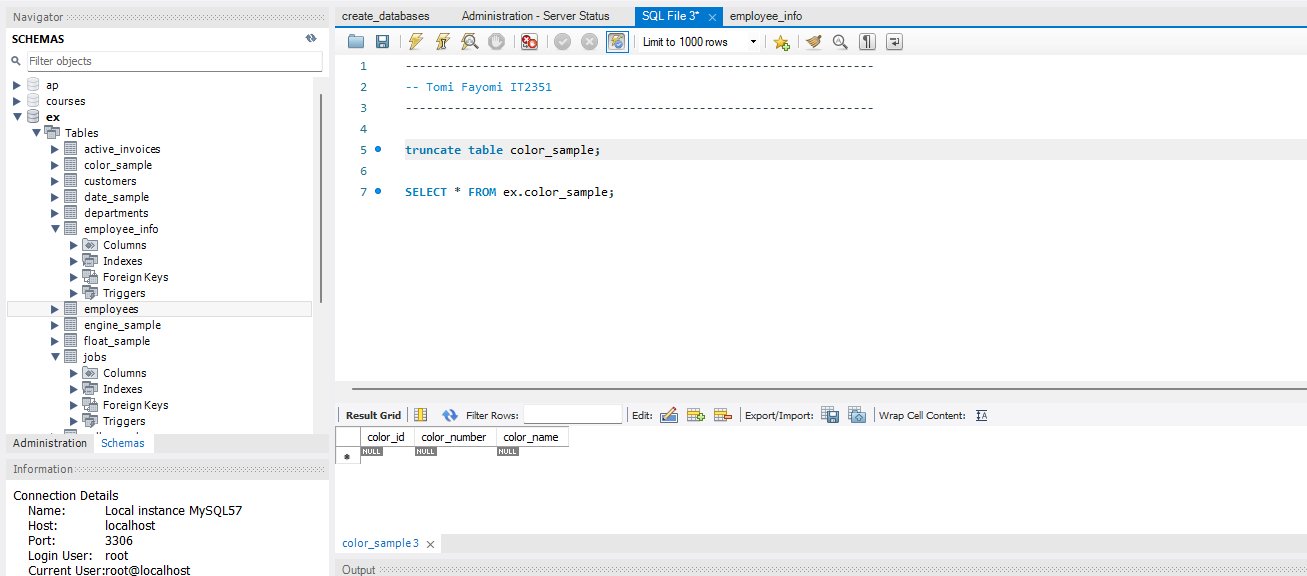 Navigator
SCHEMAS
Filter objects
ap
courses
ex
Tables
active_invoices
color_sample
customers
date_sample
departments
employee_info
Columns
Indexes
Foreign Keys
Triggers
employees
engine_sample
float_sample
jobs
Columns
Indexes
Foreign Keys
Triggers
Administration Schemas
Information
Connection Details
Name: Local instance MySQL57
Host: localhost
Port: 3306
Login User: root
Current User: root@localhost
create_databases Administration - Server Status SQL File 3* employee_info
Limit to 1000 rows
1 -------------------------------------------------------------------
2 -- Tomi Fayomi IT2351
3 -------------------------------------------------------------------
4
5 truncate table color_sample;
6
7 SELECT * FROM ex.color_sample;
Result Grid Filter Rows: Edit: Export/Import: Wrap Cell Content:
color_id color_number color_name
NULL NULL NULL
color_sample 3
Output